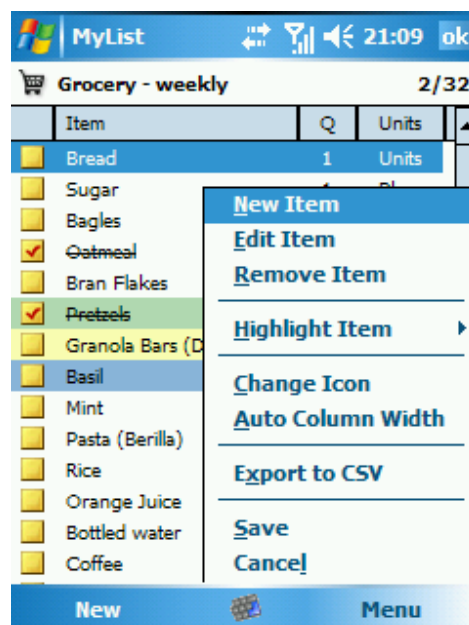 MyList 21:09 ok
Grocery - weekly 2/32
Item Q Units
Bread 1 Units
Sugar
Bagles
Oatmeal
Bran Flakes
Pretzels
Granola Bars (D
Basil
Mint
Pasta (Berilla)
Rice
Orange Juice
Bottled water
Coffee
New Item
Edit Item
Remove Item
Highlight Item
Change Icon
Auto Column Width
Export to CSV
Save
Cancel
New Menu